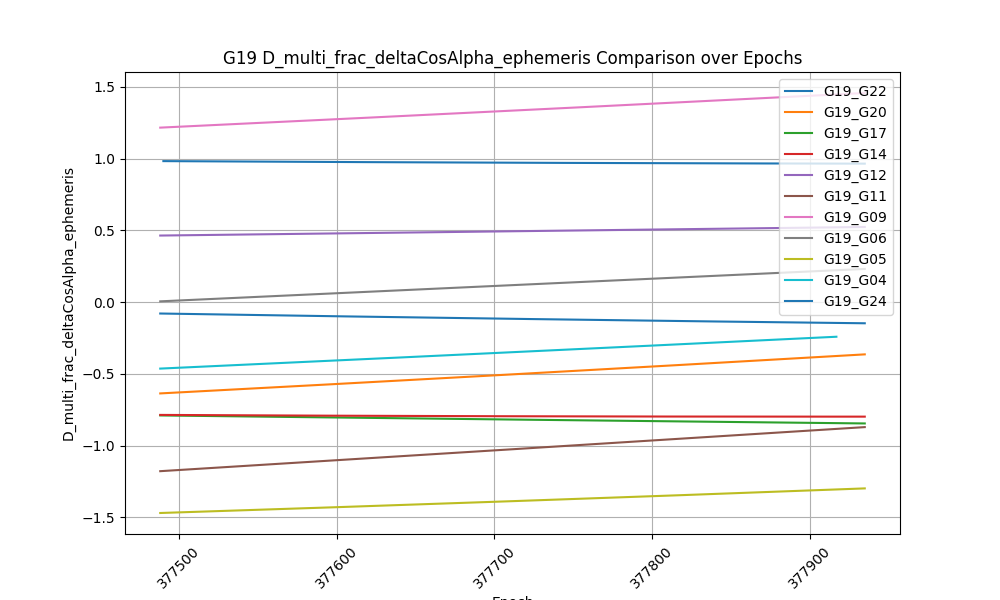 G19 D_multi_frac_deltaCosAlpha_ephemeris Comparison over Epochs
D_multi_frac_deltaCosAlpha_ephemeris
1.5
1.0
0.5
0.0
−0.5
−1.0
−1.5
G19_G22
G19_G20
G19_G17
G19_G14
G19_G12
G19_G11
G19_G09
G19_G06
G19_G05
G19_G04
G19_G24
377500
377600
377700
377800
377900
Epoch